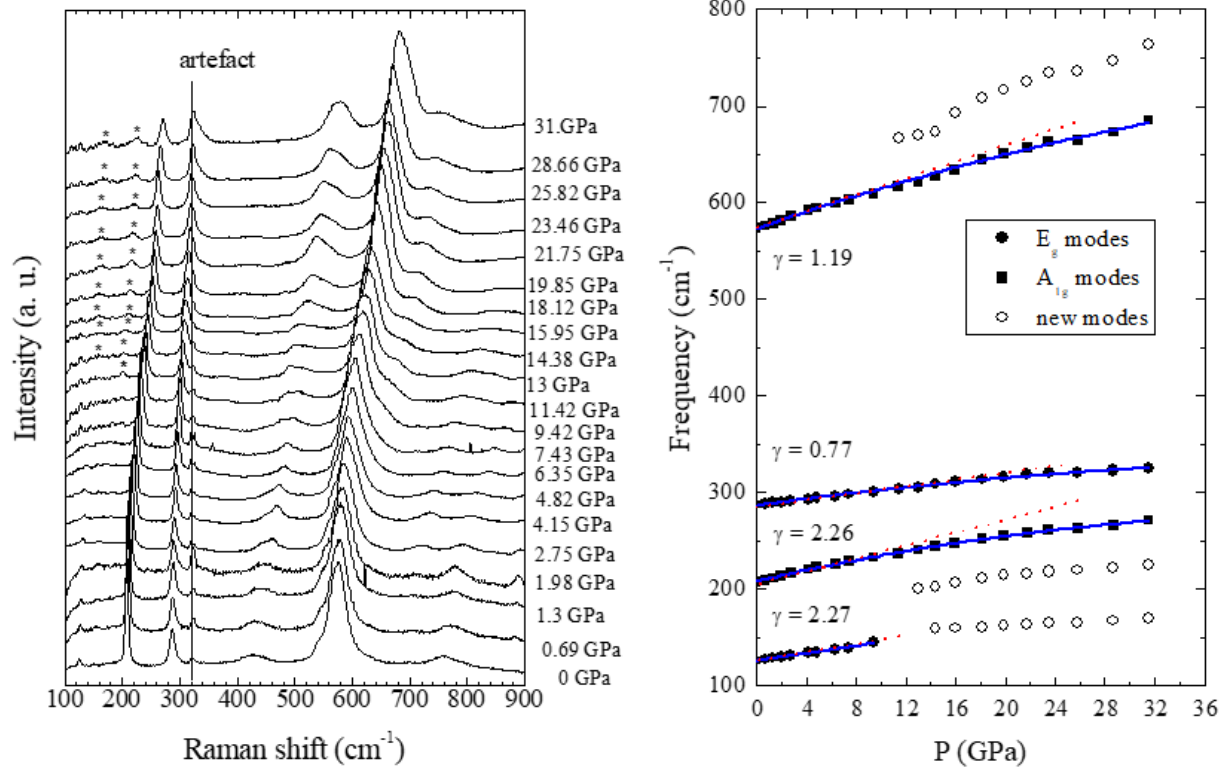 artefact
* *
* *
* *
* *
* *
* *
* *
* *
* *
31.GPa
28.66 GPa
25.82 GPa
23.46 GPa
21.75 GPa
19.85 GPa
18.12 GPa
15.95 GPa
14.38 GPa
13 GPa
11.42 GPa
9.42 GPa
7.43 GPa
6.35 GPa
4.82 GPa
4.15 GPa
2.75 GPa
1.98 GPa
1.3 GPa
0.69 GPa
0 GPa
Intensity (a. u.)
100 200 300 400 500 600 700 800 900
Raman shift (cm⁻¹)
800
700
600
500
400
300
200
100
Frequency (cm⁻¹)
γ = 1.19
E_g modes
A_1g modes
new modes
γ = 0.77
γ = 2.26
γ = 2.27
0 4 8 12 16 20 24 28 32 36
P (GPa)